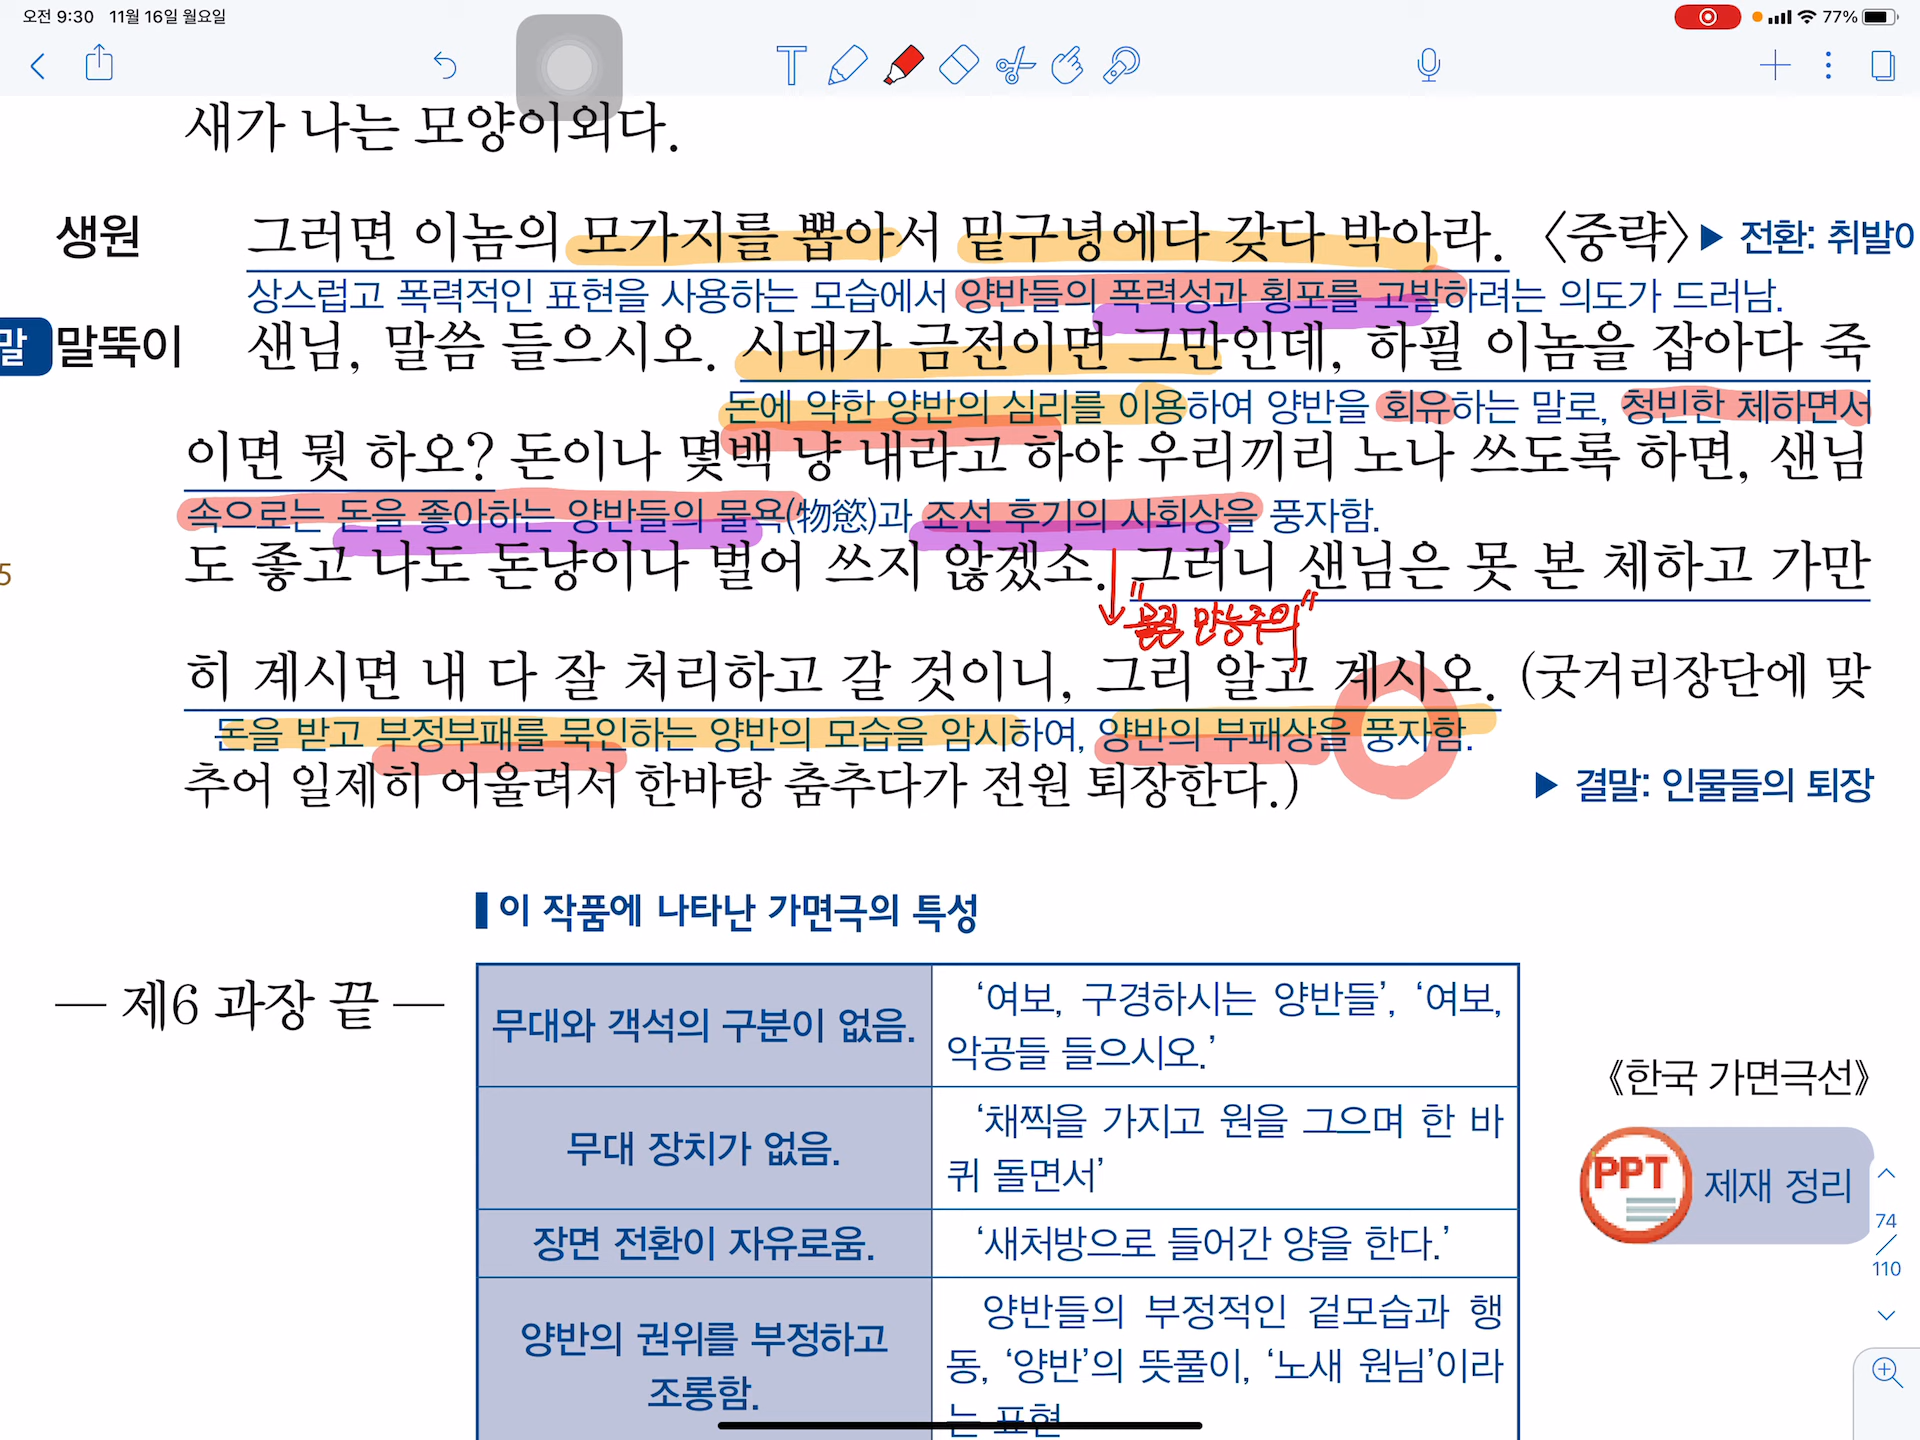 오전 9:30 11월 16일 월요일
77%
새가 나는 모양이외다.
생원 그러면 이놈의 모가지를 뽑아서 밑구녕에다 갖다 박아라. 〈중략〉 ▶ 전환: 취발이
상스럽고 폭력적인 표현을 사용하는 모습에서 양반들의 폭력성과 횡포를 고발하려는 의도가 드러남.
말 말뚝이 샌님, 말씀 들으시오. 시대가 금전이면 그만인데, 하필 이놈을 잡아다 죽
돈에 약한 양반의 심리를 이용하여 양반을 회유하는 말로, 청빈한 체하면서
이면 뭣 하오? 돈이나 몇백 냥 내라고 하야 우리끼리 노나 쓰도록 하면, 샌님
속으로는 돈을 좋아하는 양반들의 물욕(物慾)과 조선 후기의 사회상을 풍자함.
5 도 좋고 나도 돈냥이나 벌어 쓰지 않겠소. 그러니 샌님은 못 본 체하고 가만
만능주의"
히 계시면 내 다 잘 처리하고 갈 것이니, 그리 알고 계시오. (굿거리장단에 맞
돈을 받고 부정부패를 묵인하는 양반의 모습을 암시하여, 양반의 부패상을 풍자함.
추어 일제히 어울려서 한바탕 춤추다가 전원 퇴장한다.) ▶ 결말: 인물들의 퇴장
이 작품에 나타난 가면극의 특성
— 제6 과장 끝 —
무대와 객석의 구분이 없음.
‘여보, 구경하시는 양반들’, ‘여보,
악공들 들으시오.’
무대 장치가 없음.
‘채찍을 가지고 원을 그으며 한 바
퀴 돌면서’
장면 전환이 자유로움.
‘새처방으로 들어간 양을 한다.’
양반의 권위를 부정하고
조롱함.
양반들의 부정적인 겉모습과 행
동, ‘양반’의 뜻풀이, ‘노새 원님’이라
는 표현
《한국 가면극선》
PPT 제재 정리
74
110